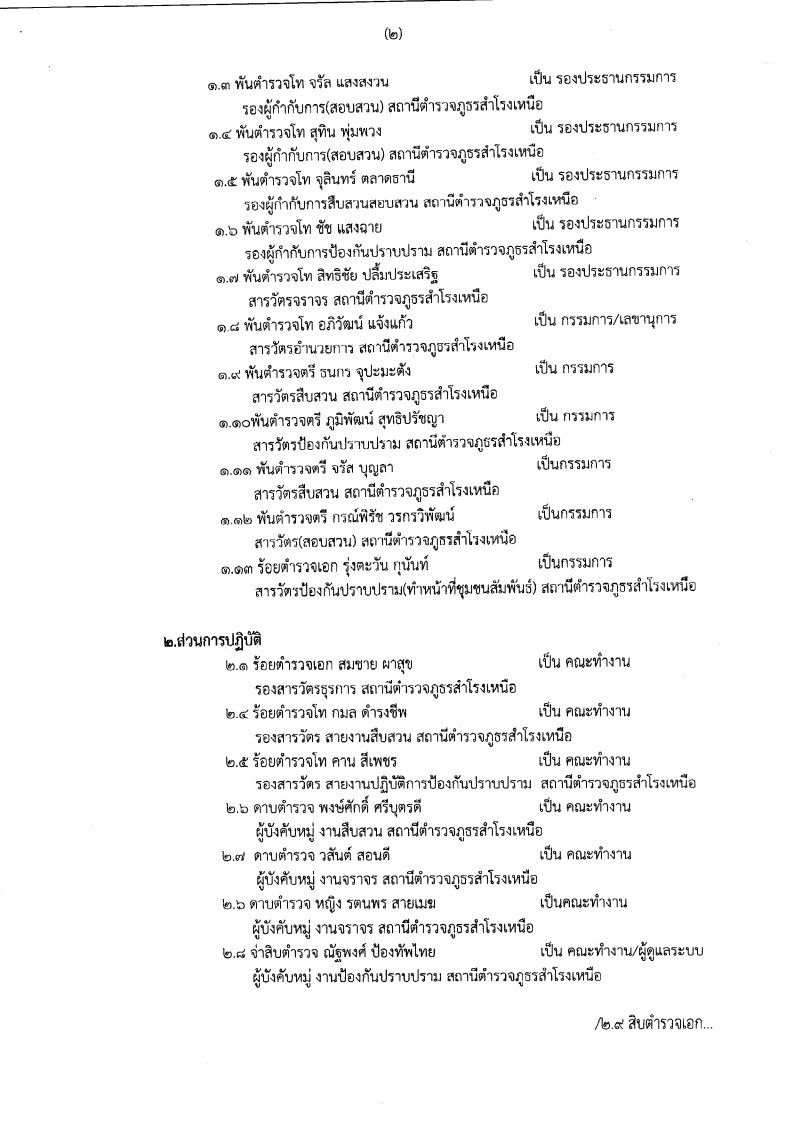 (๒)
๑.๓ พันตำรวจโท จรัล แสงสงวน เป็น รองประธานกรรมการ
รองผู้กำกับการ(สอบสวน) สถานีตำรวจภูธรสำโรงเหนือ
๑.๔ พันตำรวจโท สุทิน พุ่มพวง เป็น รองประธานกรรมการ
รองผู้กำกับการ(สอบสวน) สถานีตำรวจภูธรสำโรงเหนือ
๑.๕ พันตำรวจโท จุลินทร์ ตลาดธานี เป็น รองประธานกรรมการ
รองผู้กำกับการสืบสวนสอบสวน สถานีตำรวจภูธรสำโรงเหนือ
๑.๖ พันตำรวจโท ชัช แสงฉาย เป็น รองประธานกรรมการ
รองผู้กำกับการป้องกันปราบปราม สถานีตำรวจภูธรสำโรงเหนือ
๑.๗ พันตำรวจโท สิทธิชัย ปลื้มประเสริฐ เป็น รองประธานกรรมการ
สารวัตรจราจร สถานีตำรวจภูธรสำโรงเหนือ
๑.๘ พันตำรวจโท อภิวัฒน์ แจ้งแก้ว เป็น กรรมการ/เลขานุการ
สารวัตรอำนวยการ สถานีตำรวจภูธรสำโรงเหนือ
๑.๙ พันตำรวจตรี ธนกร จุปะมะตัง เป็น กรรมการ
สารวัตรสืบสวน สถานีตำรวจภูธรสำโรงเหนือ
๑.๑๐พันตำรวจตรี ภูมิพัฒน์ สุทธิปรัชญา เป็น กรรมการ
สารวัตรป้องกันปราบปราม สถานีตำรวจภูธรสำโรงเหนือ
๑.๑๑ พันตำรวจตรี จรัส บุญลา เป็นกรรมการ
สารวัตรสืบสวน สถานีตำรวจภูธรสำโรงเหนือ
๑.๑๒ พันตำรวจตรี กรณ์พิรัช วรกรวิพัฒน์ เป็นกรรมการ
สารวัตร(สอบสวน) สถานีตำรวจภูธรสำโรงเหนือ
๑.๑๓ ร้อยตำรวจเอก รุ่งตะวัน กุนันท์ เป็นกรรมการ
สารวัตรป้องกันปราบปราม(ทำหน้าที่ชุมชนสัมพันธ์) สถานีตำรวจภูธรสำโรงเหนือ
๒.ส่วนการปฏิบัติ
๒.๑ ร้อยตำรวจเอก สมชาย ผาสุข เป็น คณะทำงาน
รองสารวัตรธุรการ สถานีตำรวจภูธรสำโรงเหนือ
๒.๔ ร้อยตำรวจโท กมล ดำรงชีพ เป็น คณะทำงาน
รองสารวัตร สายงานสืบสวน สถานีตำรวจภูธรสำโรงเหนือ
๒.๕ ร้อยตำรวจโท คาน สีเพชร เป็น คณะทำงาน
รองสารวัตร สายงานปฏิบัติการป้องกันปราบปราม สถานีตำรวจภูธรสำโรงเหนือ
๒.๖ ดาบตำรวจ พงษ์ศักดิ์ ศรีบุตรดี เป็น คณะทำงาน
ผู้บังคับหมู่ งานสืบสวน สถานีตำรวจภูธรสำโรงเหนือ
๒.๗ ดาบตำรวจ วสันต์ สอนดี เป็น คณะทำงาน
ผู้บังคับหมู่ งานจราจร สถานีตำรวจภูธรสำโรงเหนือ
๒.๖ ดาบตำรวจ หญิง รตนพร สายเมฆ เป็นคณะทำงาน
ผู้บังคับหมู่ งานจราจร สถานีตำรวจภูธรสำโรงเหนือ
๒.๘ จ่าสิบตำรวจ ณัฐพงศ์ ป้องทัพไทย เป็น คณะทำงาน/ผู้ดูแลระบบ
ผู้บังคับหมู่ งานป้องกันปราบปราม สถานีตำรวจภูธรสำโรงเหนือ
/๒.๙ สิบตำรวจเอก...